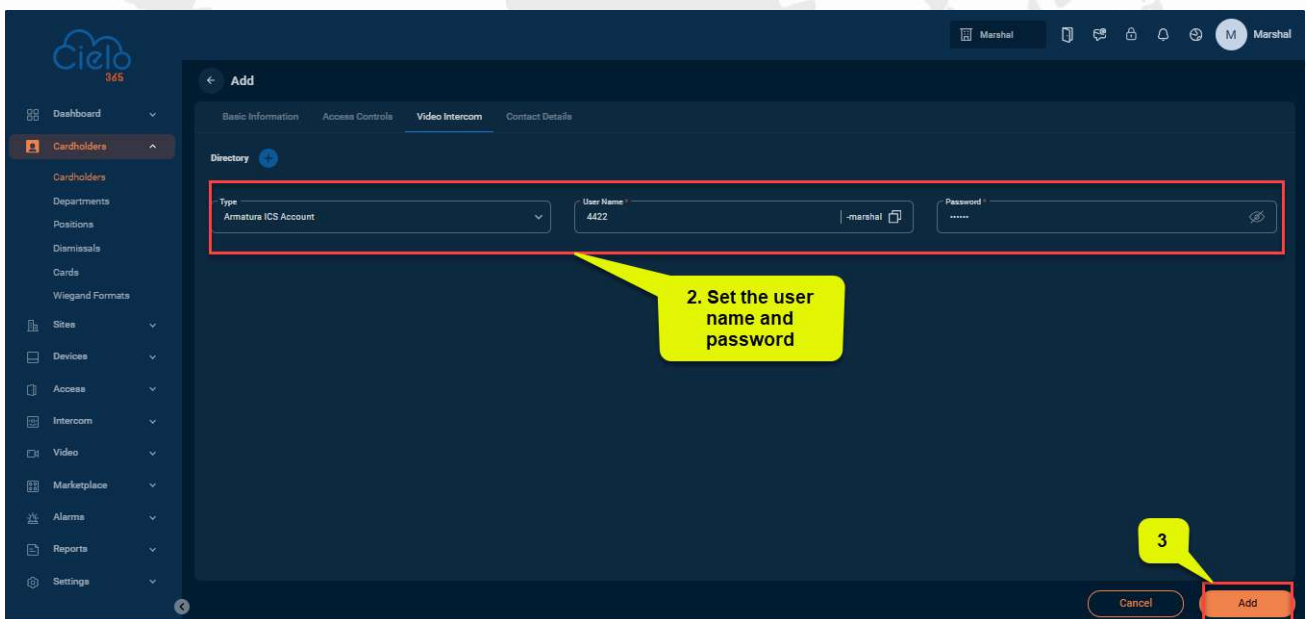 Cielo
365
Marshal
M
Marshal
Add
Dashboard
Cardholders
Cardholders
Departments
Positions
Dismissals
Cards
Wiegand Formats
Sites
Devices
Access
Intercom
Video
Marketplace
Alarms
Reports
Settings
Basic Information Access Controls Video Intercom Contact Details
Directory
Type
Armatura ICS Account
User Name *
4422 |-marshal
Password *
······
2. Set the user
name and
password
3
Cancel Add